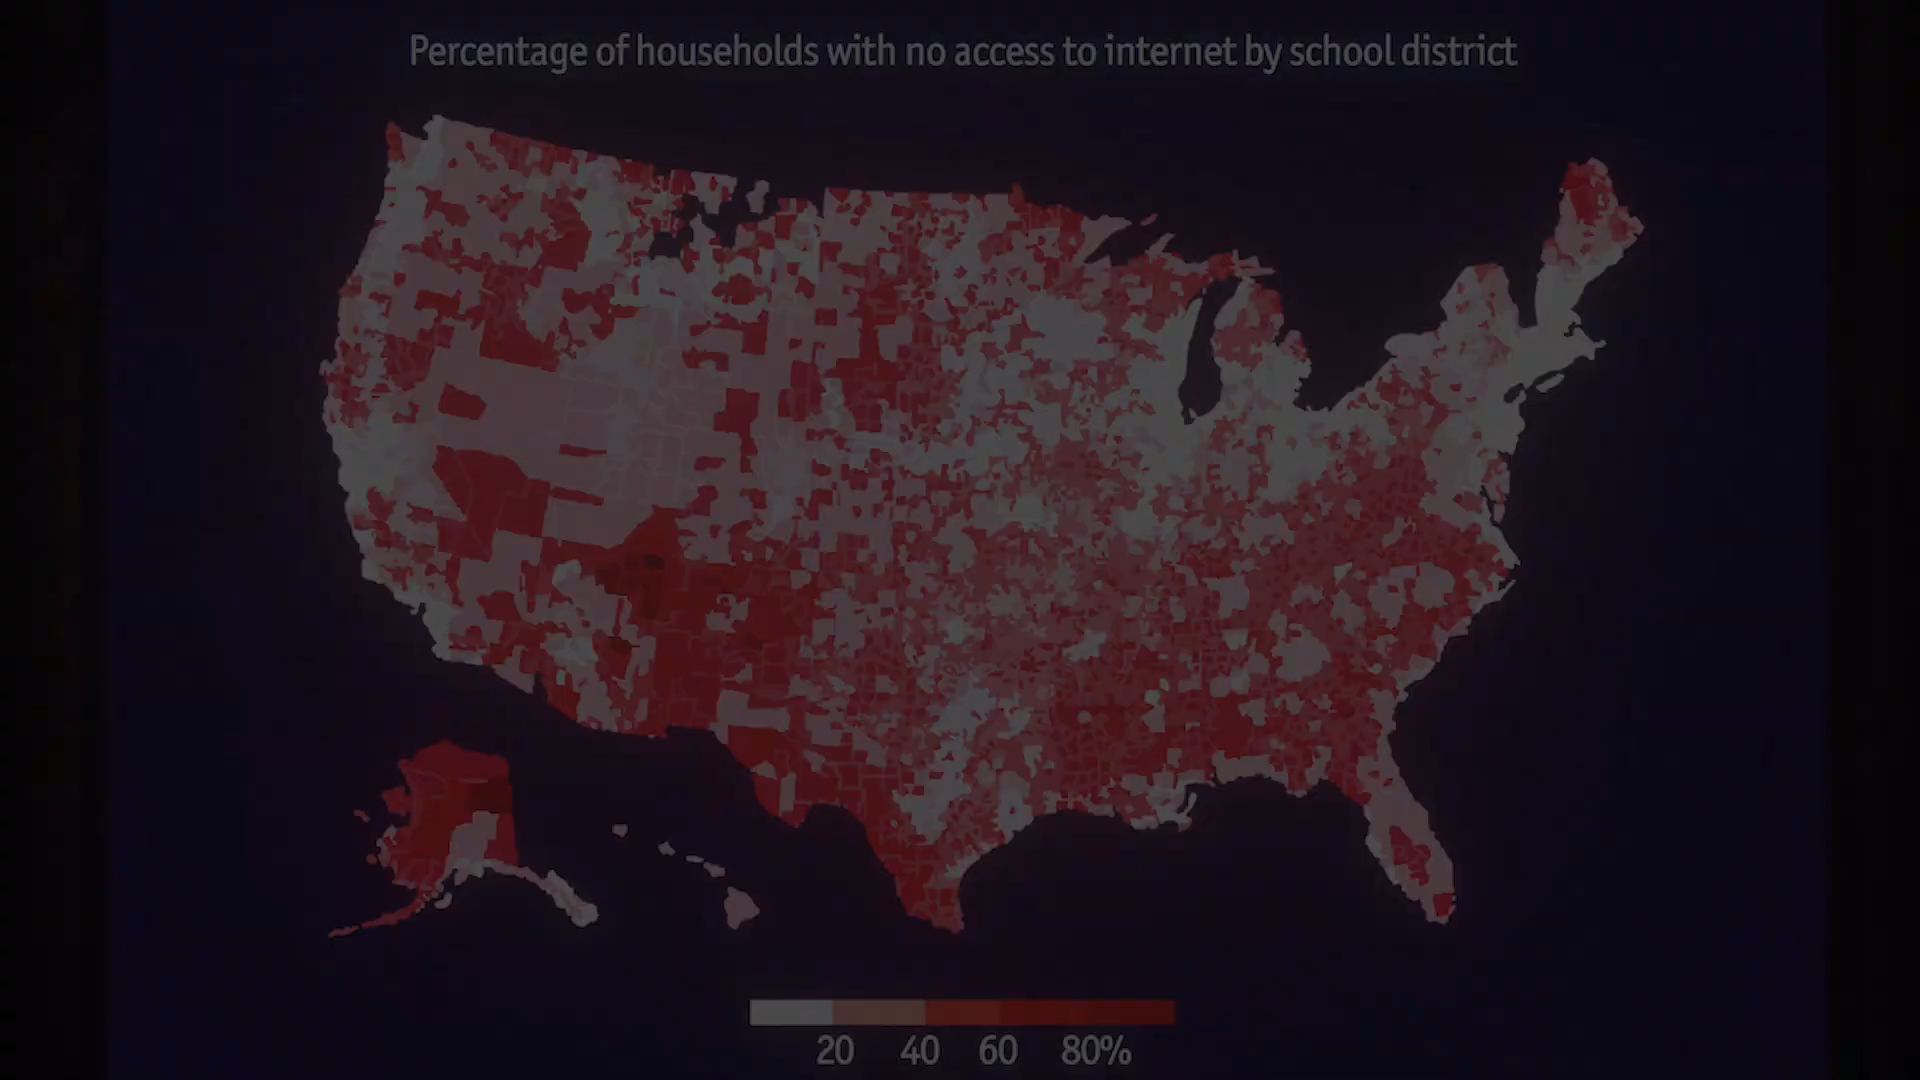 Percentage of households with no access to internet by school district
20 40 60 80%